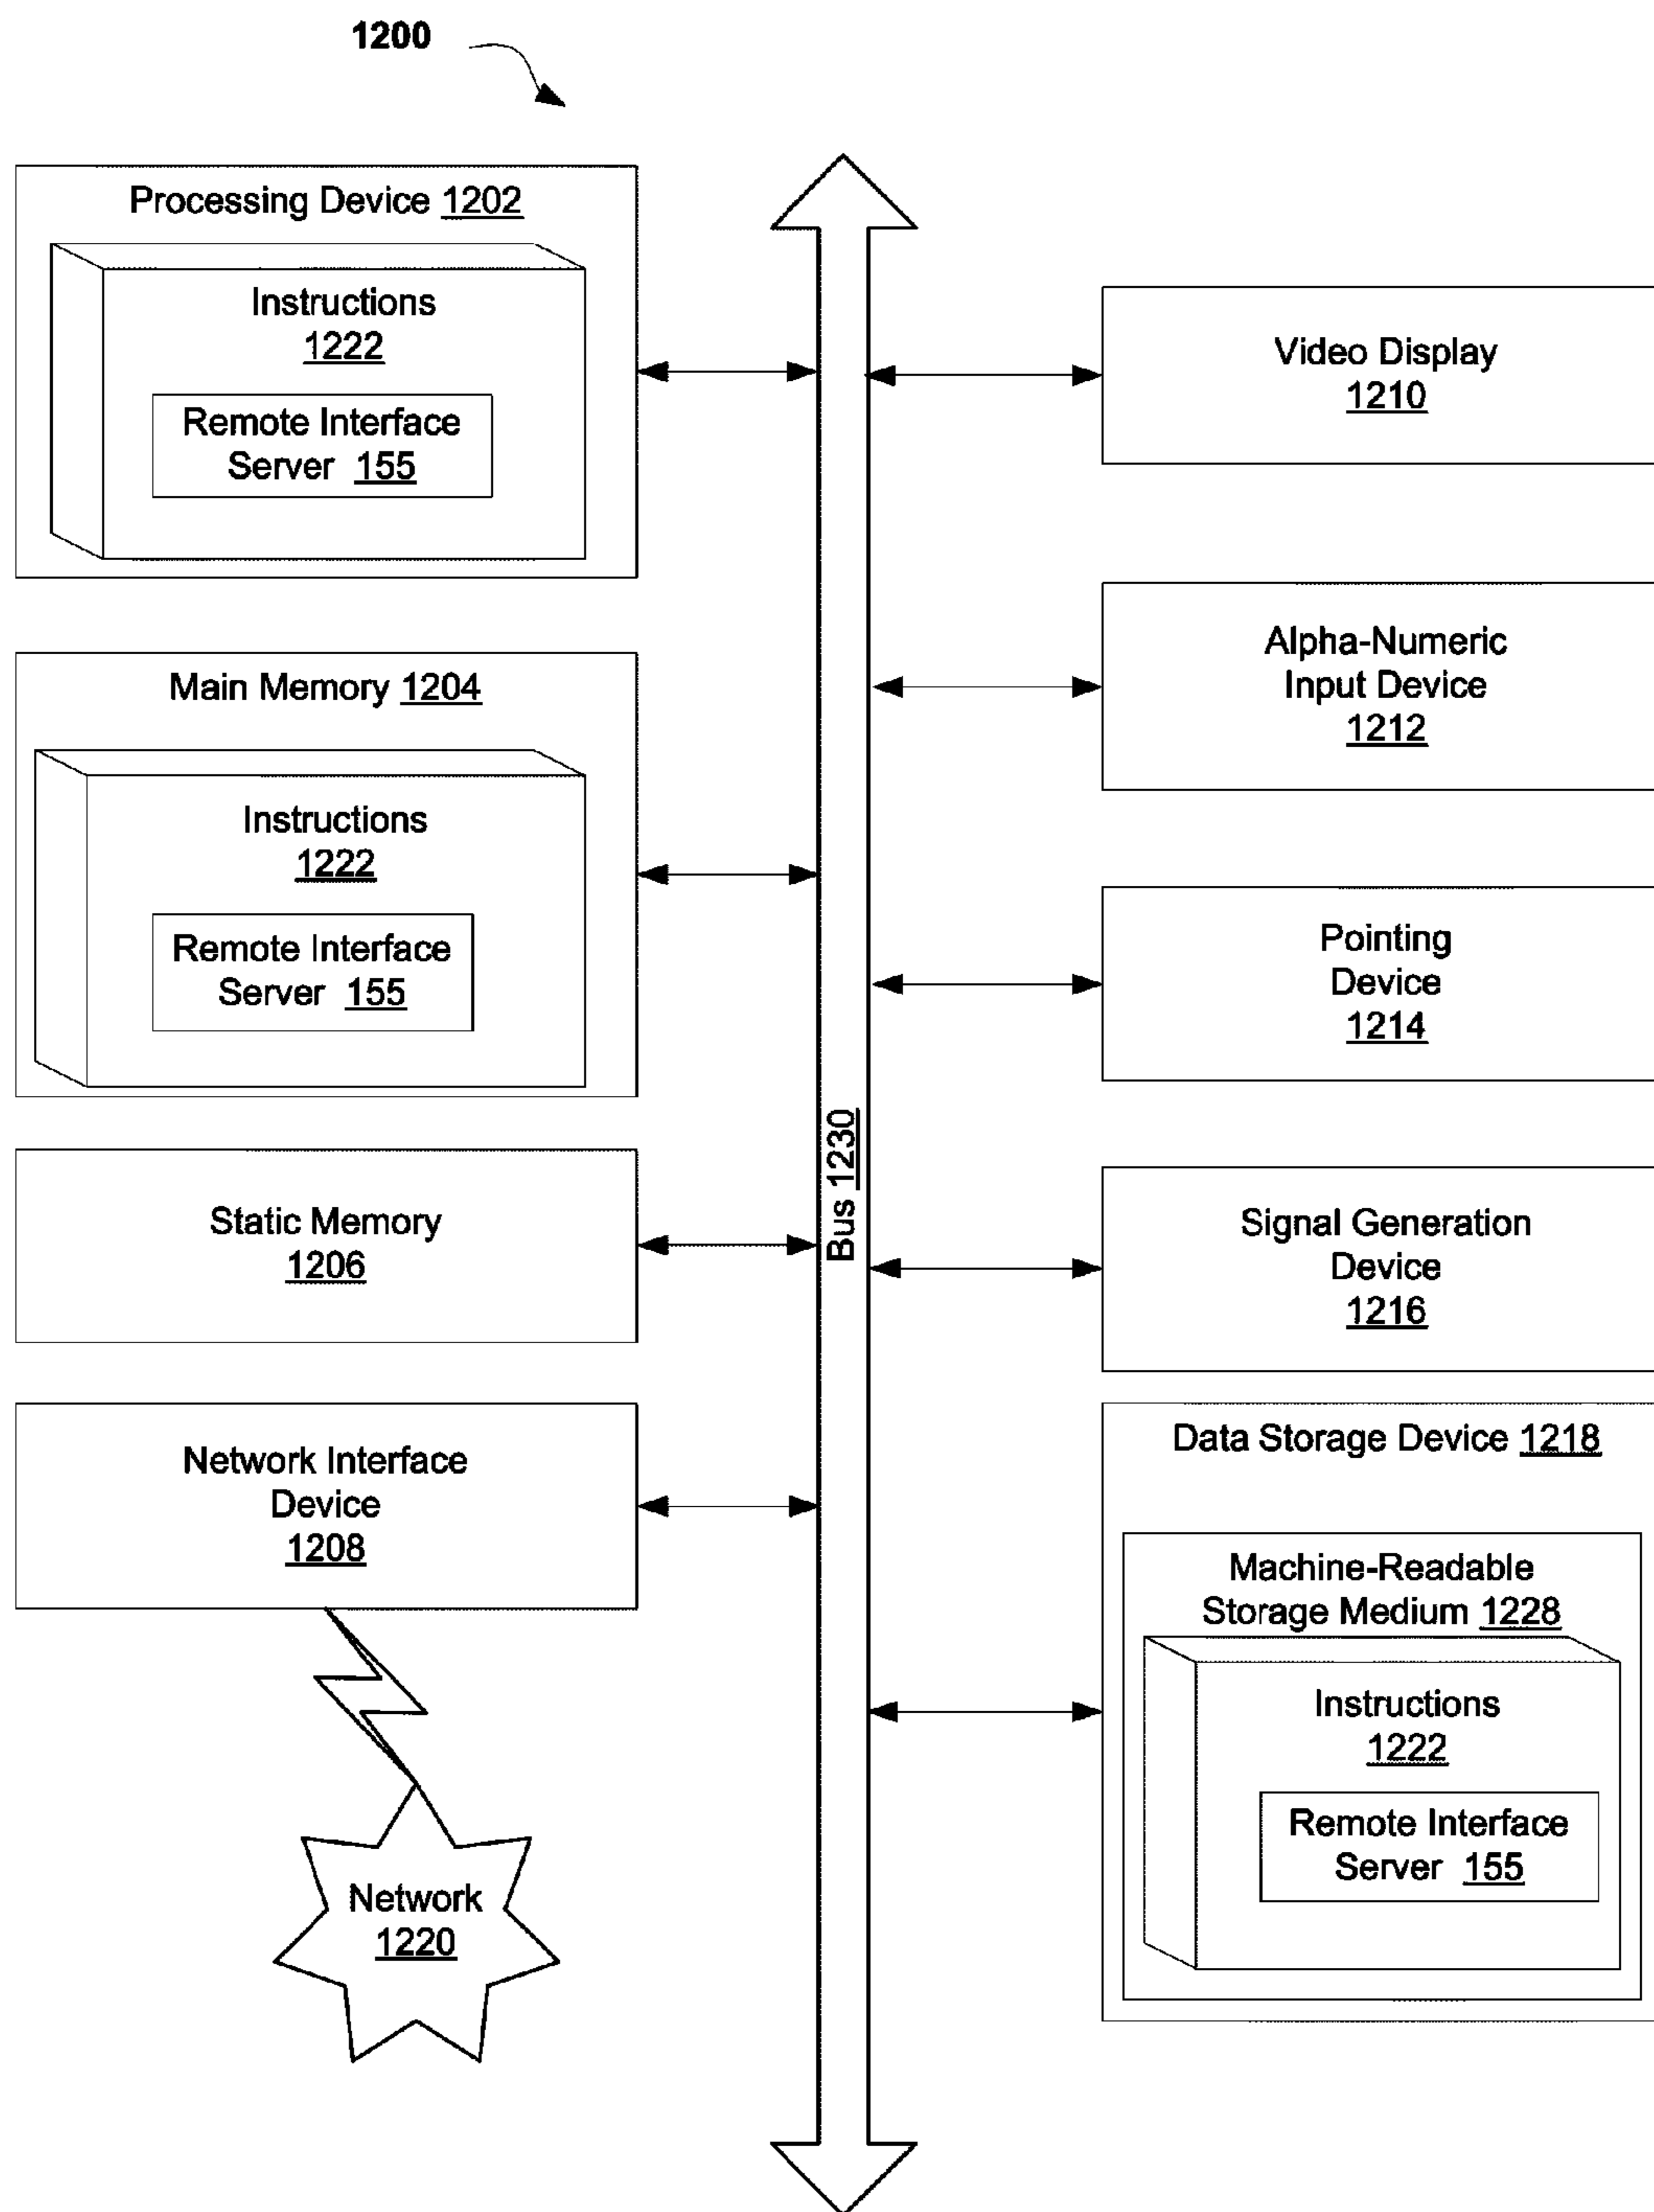 1200
Processing Device 1202
Instructions
1222
Remote Interface
Server 155
Main Memory 1204
Instructions
1222
Remote Interface
Server 155
Static Memory
1206
Network Interface
Device
1208
Network
1220
Bus 1230
Video Display
1210
Alpha-Numeric
Input Device
1212
Pointing
Device
1214
Signal Generation
Device
1216
Data Storage Device 1218
Machine-Readable
Storage Medium 1228
Instructions
1222
Remote Interface
Server 155